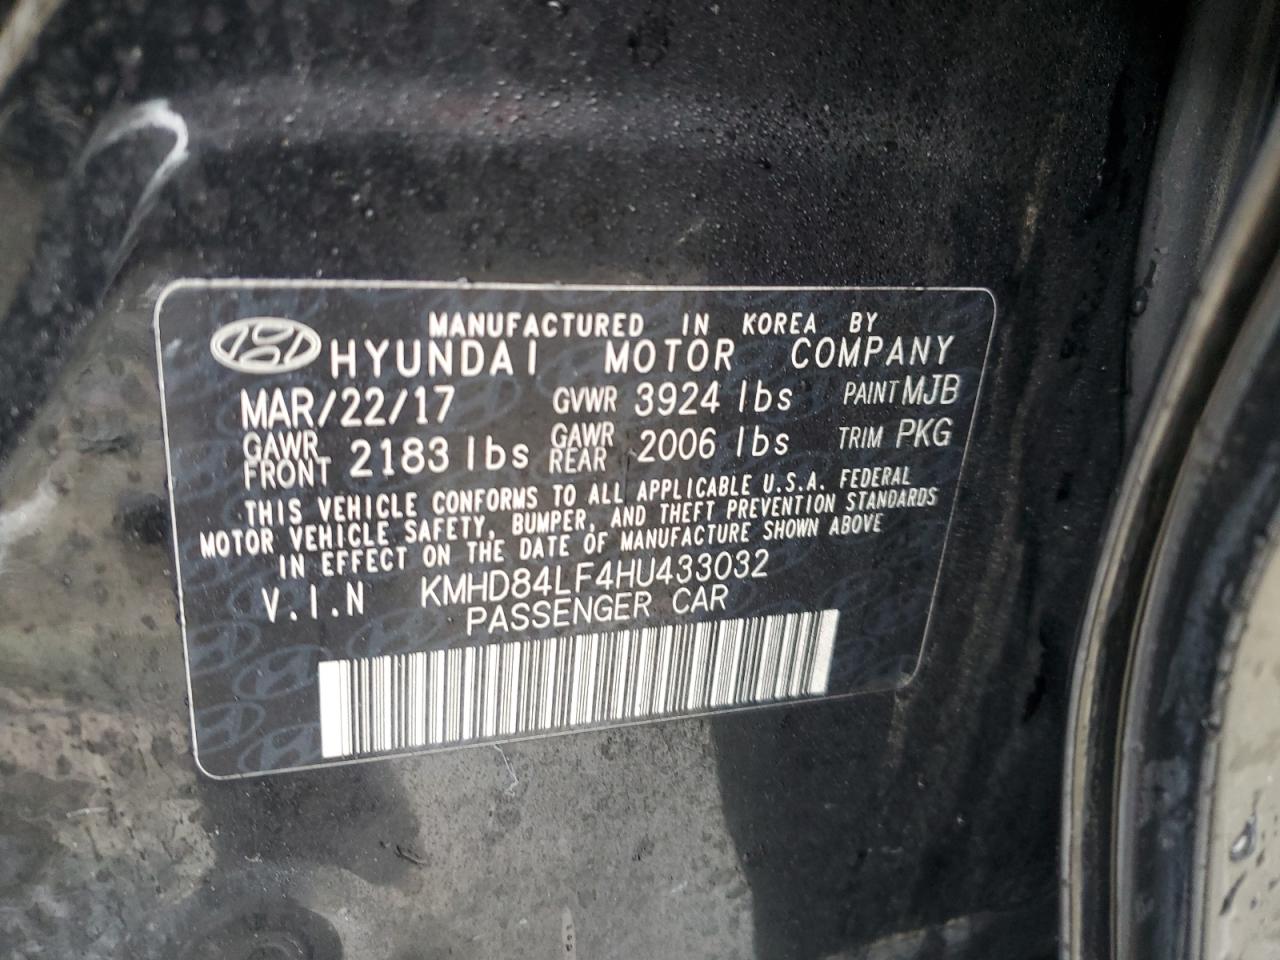 MANUFACTURED IN KOREA BY
HYUNDAI MOTOR COMPANY
MAR/22/17 GVWR 3924 lbs PAINT MJB
GAWR FRONT 2183 lbs GAWR REAR 2006 lbs TRIM PKG
THIS VEHICLE CONFORMS TO ALL APPLICABLE U.S.A. FEDERAL
MOTOR VEHICLE SAFETY, BUMPER, AND THEFT PREVENTION STANDARDS
IN EFFECT ON THE DATE OF MANUFACTURE SHOWN ABOVE
V.I.N KMHD84LF4HU433032
PASSENGER CAR